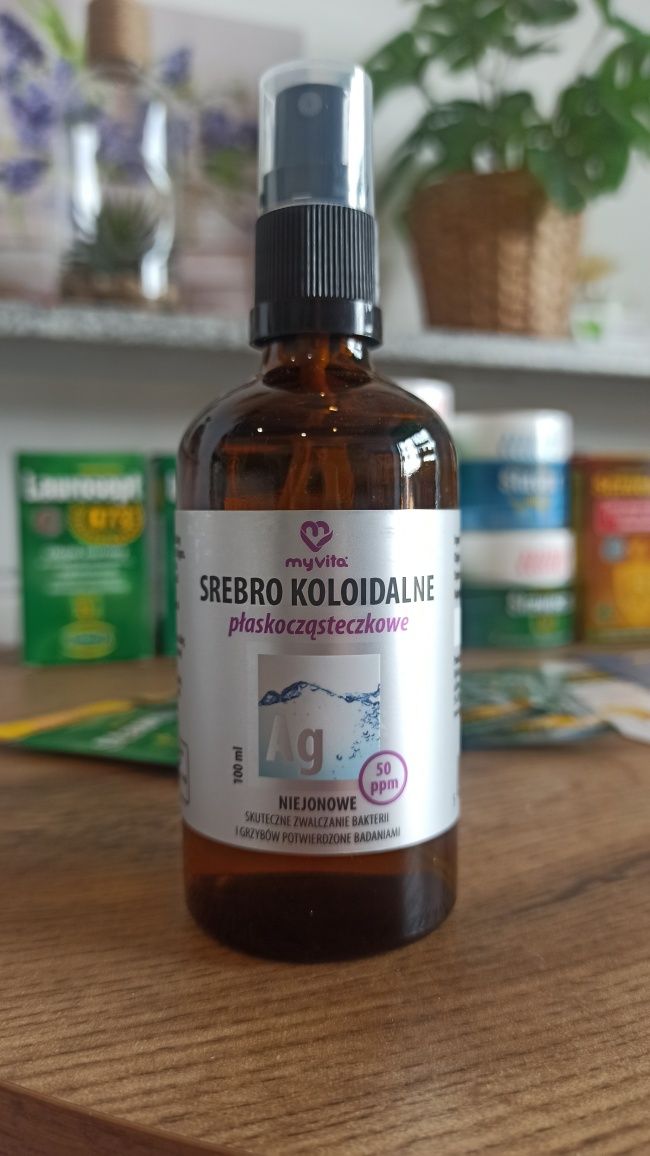 myvita
SREBRO KOLOIDALNE
płaskocząsteczkowe
Ag
100 ml
50
ppm
NIEJONOWE
SKUTECZNE ZWALCZANIE BAKTERII
I GRZYBÓW POTWIERDZONE BADANIAMI